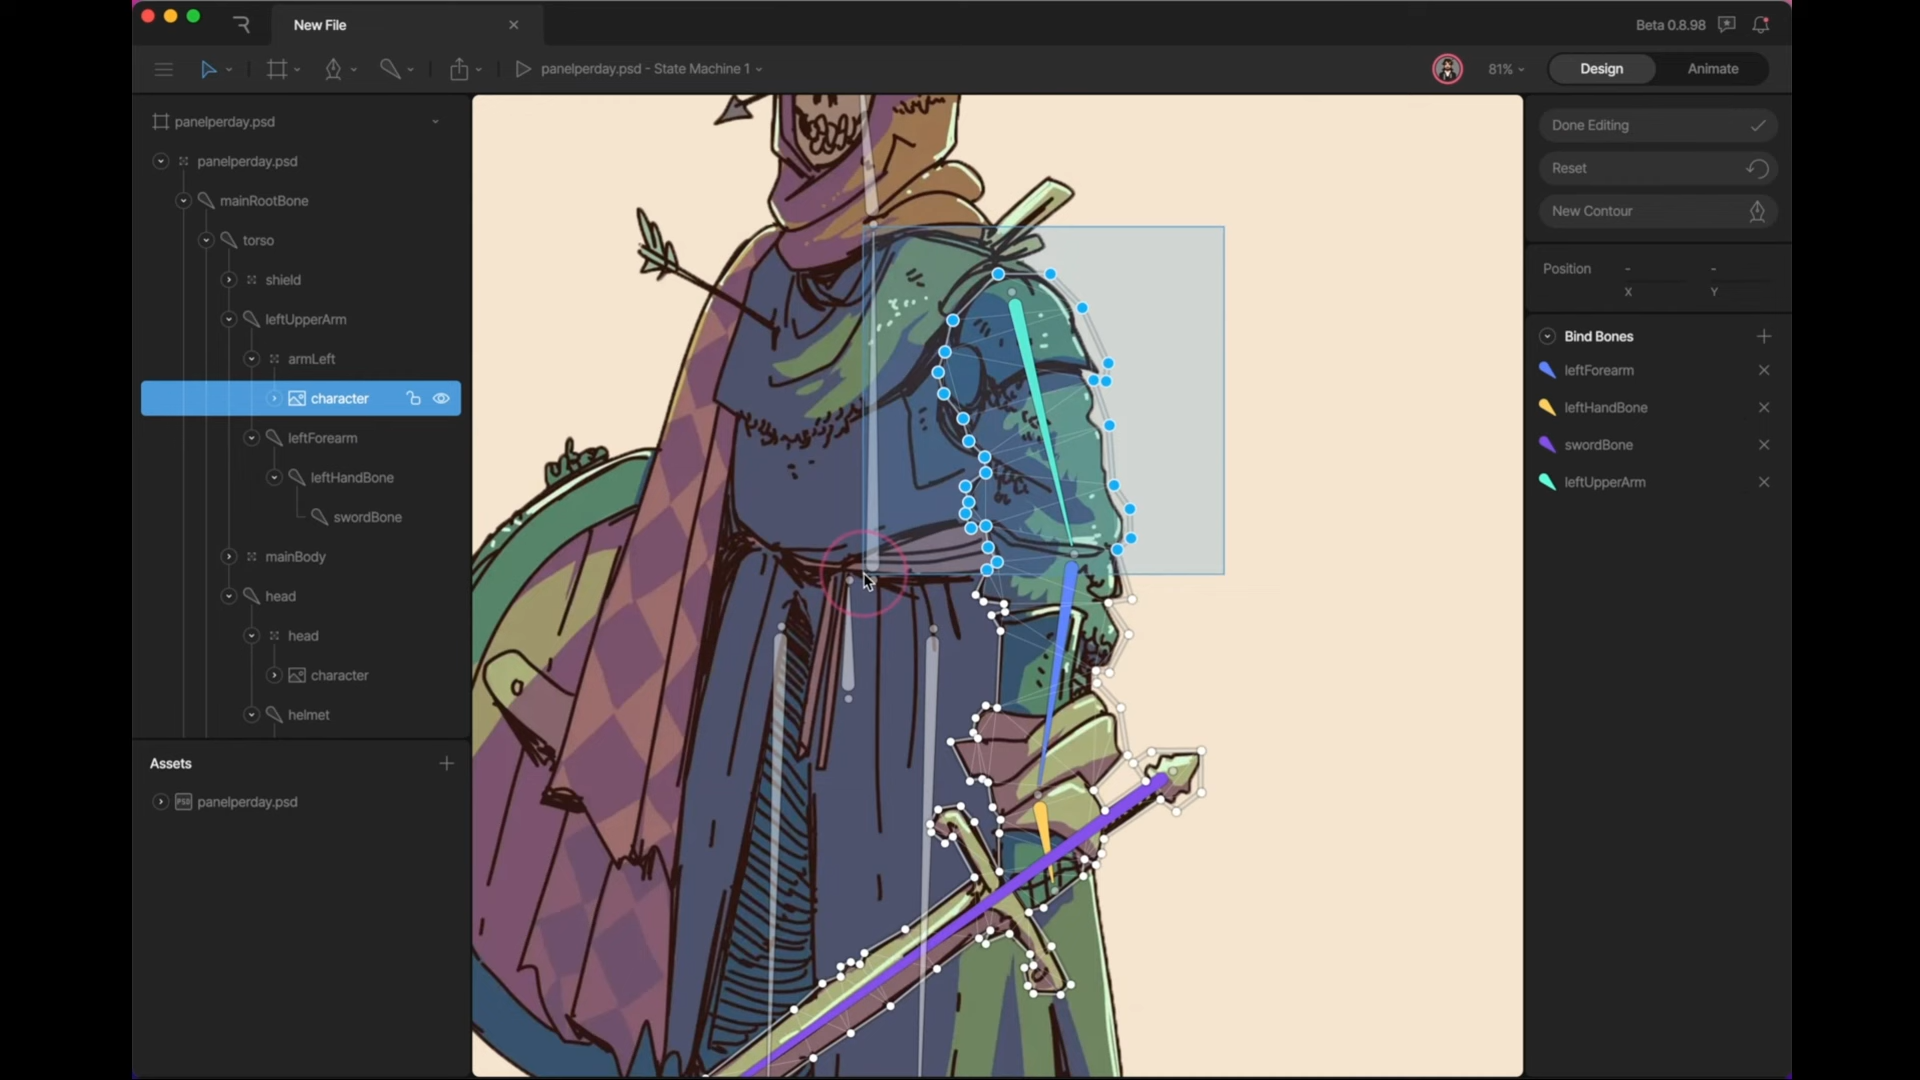 New File
Beta 0.8.98
panelperday.psd - State Machine 1
81%
Design
Animate
panelperday.psd
panelperday.psd
mainRootBone
torso
shield
leftUpperArm
armLeft
character
leftForearm
leftHandBone
swordBone
mainBody
head
head
character
helmet
Assets
PSD
panelperday.psd
Done Editing
Reset
New Contour
Position
-
-
X
Y
Bind Bones
leftForearm
leftHandBone
swordBone
leftUpperArm